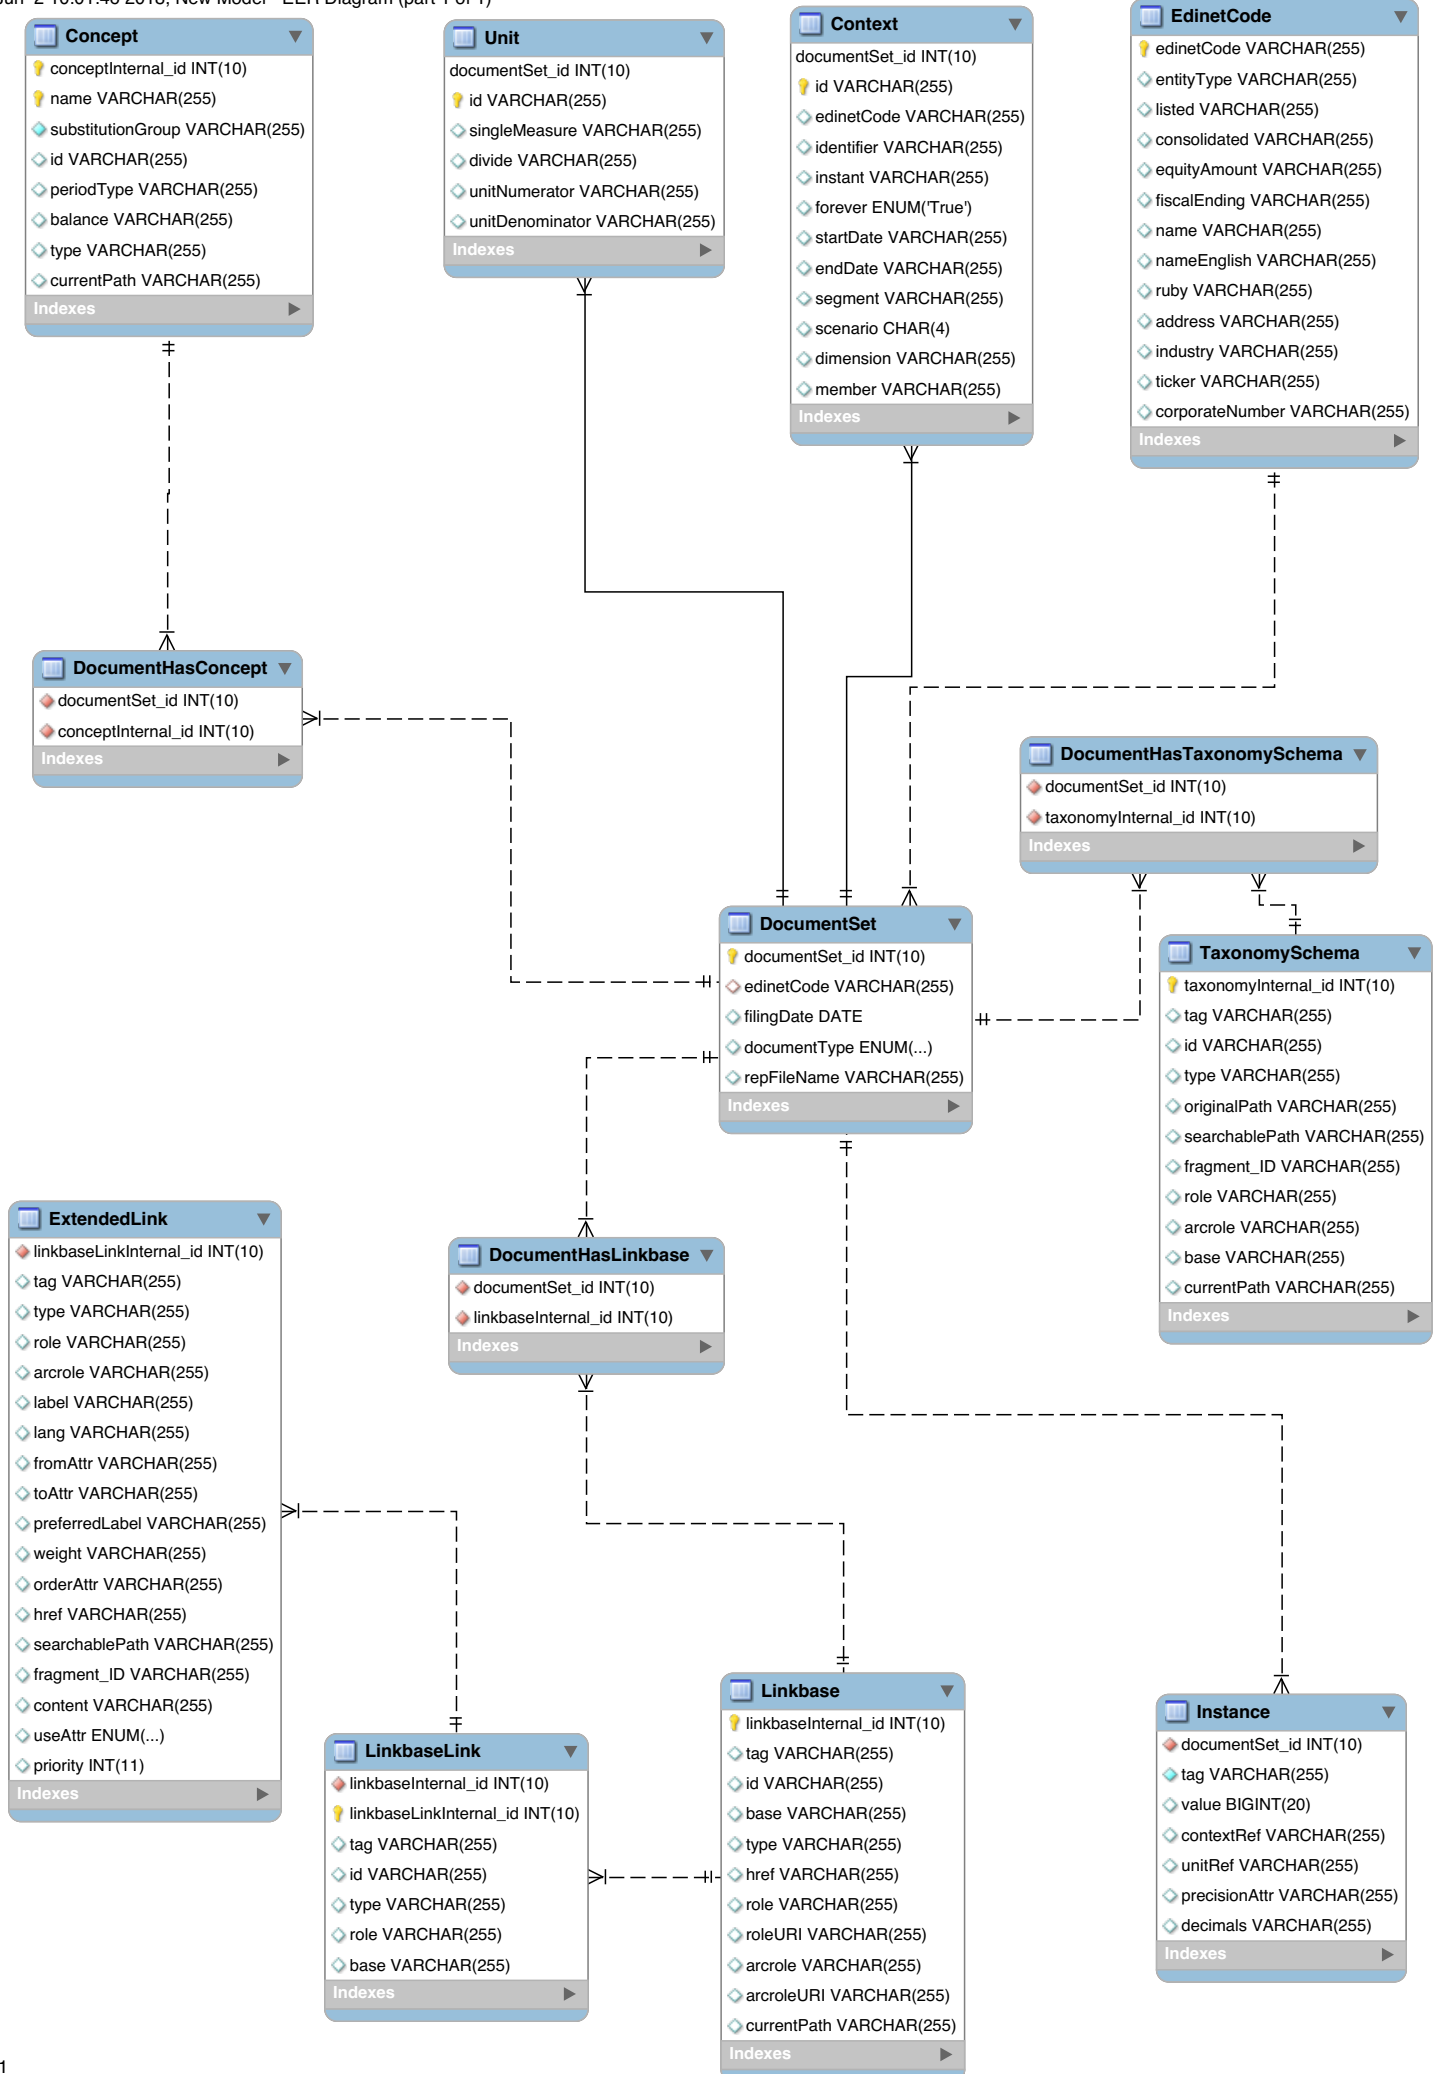 Concept
conceptInternal_id INT(10)
name VARCHAR(255)
substitutionGroup VARCHAR(255)
id VARCHAR(255)
periodType VARCHAR(255)
balance VARCHAR(255)
type VARCHAR(255)
currentPath VARCHAR(255)
Indexes
Unit
documentSet_id INT(10)
id VARCHAR(255)
singleMeasure VARCHAR(255)
divide VARCHAR(255)
unitNumerator VARCHAR(255)
unitDenominator VARCHAR(255)
Indexes
Context
documentSet_id INT(10)
id VARCHAR(255)
edinetCode VARCHAR(255)
identifier VARCHAR(255)
instant VARCHAR(255)
forever ENUM('True')
startDate VARCHAR(255)
endDate VARCHAR(255)
segment VARCHAR(255)
scenario CHAR(4)
dimension VARCHAR(255)
member VARCHAR(255)
Indexes
EdinetCode
edinetCode VARCHAR(255)
entityType VARCHAR(255)
listed VARCHAR(255)
consolidated VARCHAR(255)
equityAmount VARCHAR(255)
fiscalEnding VARCHAR(255)
name VARCHAR(255)
nameEnglish VARCHAR(255)
ruby VARCHAR(255)
address VARCHAR(255)
industry VARCHAR(255)
ticker VARCHAR(255)
corporateNumber VARCHAR(255)
Indexes
DocumentHasConcept
documentSet_id INT(10)
conceptInternal_id INT(10)
Indexes
DocumentHasTaxonomySchema
documentSet_id INT(10)
taxonomyInternal_id INT(10)
Indexes
DocumentSet
documentSet_id INT(10)
edinetCode VARCHAR(255)
filingDate DATE
documentType ENUM(...)
repFileName VARCHAR(255)
Indexes
TaxonomySchema
taxonomyInternal_id INT(10)
tag VARCHAR(255)
id VARCHAR(255)
type VARCHAR(255)
originalPath VARCHAR(255)
searchablePath VARCHAR(255)
fragment_ID VARCHAR(255)
role VARCHAR(255)
arcrole VARCHAR(255)
base VARCHAR(255)
currentPath VARCHAR(255)
Indexes
ExtendedLink
linkbaseLinkInternal_id INT(10)
tag VARCHAR(255)
type VARCHAR(255)
role VARCHAR(255)
arcrole VARCHAR(255)
label VARCHAR(255)
lang VARCHAR(255)
fromAttr VARCHAR(255)
toAttr VARCHAR(255)
preferredLabel VARCHAR(255)
weight VARCHAR(255)
orderAttr VARCHAR(255)
href VARCHAR(255)
searchablePath VARCHAR(255)
fragment_ID VARCHAR(255)
content VARCHAR(255)
useAttr ENUM(...)
priority INT(11)
Indexes
DocumentHasLinkbase
documentSet_id INT(10)
linkbaseInternal_id INT(10)
Indexes
LinkbaseLink
linkbaseInternal_id INT(10)
linkbaseLinkInternal_id INT(10)
tag VARCHAR(255)
id VARCHAR(255)
type VARCHAR(255)
role VARCHAR(255)
base VARCHAR(255)
Indexes
Linkbase
linkbaseInternal_id INT(10)
tag VARCHAR(255)
id VARCHAR(255)
base VARCHAR(255)
type VARCHAR(255)
href VARCHAR(255)
role VARCHAR(255)
roleURI VARCHAR(255)
arcrole VARCHAR(255)
arcroleURI VARCHAR(255)
currentPath VARCHAR(255)
Indexes
Instance
documentSet_id INT(10)
tag VARCHAR(255)
value BIGINT(20)
contextRef VARCHAR(255)
unitRef VARCHAR(255)
precisionAttr VARCHAR(255)
decimals VARCHAR(255)
Indexes
1